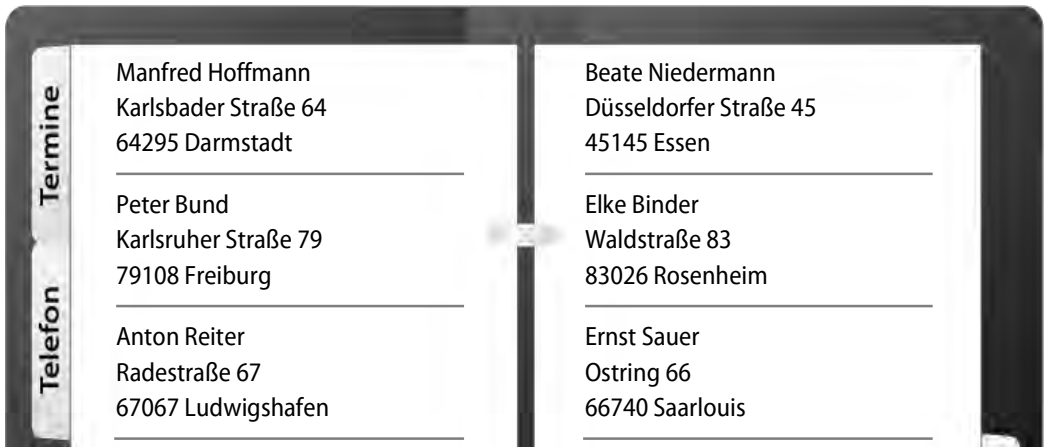 Termine
Telefon
Manfred Hoffmann
Karlsbader Straße 64
64295 Darmstadt
Peter Bund
Karlsruher Straße 79
79108 Freiburg
Anton Reiter
Radestraße 67
67067 Ludwigshafen
Beate Niedermann
Düsseldorfer Straße 45
45145 Essen
Elke Binder
Waldstraße 83
83026 Rosenheim
Ernst Sauer
Ostring 66
66740 Saarlouis